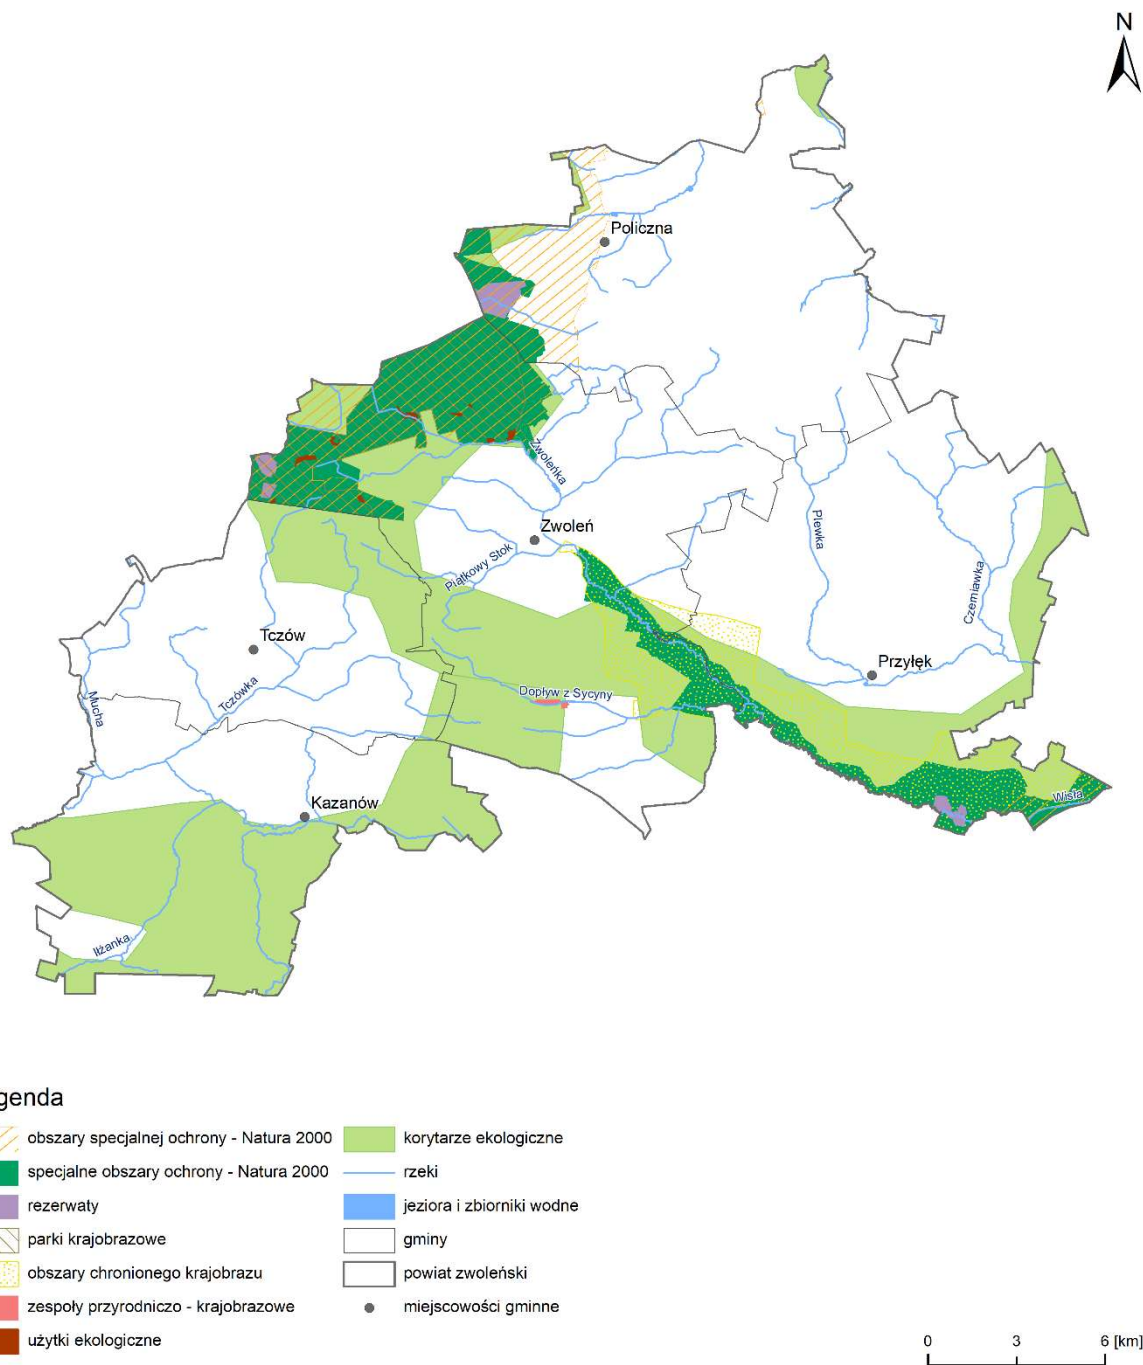 N
Policzna
Zwoleńka
Zwoleń
Piątkowy Stok
Plewka
Czerniawka
Tczów
Przyłęk
Mucha
Tczówka
Dopływ z Sycyny
Wisła
Kazanów
Iłżanka
genda
obszary specjalnej ochrony - Natura 2000
specjalne obszary ochrony - Natura 2000
rezerwaty
parki krajobrazowe
obszary chronionego krajobrazu
zespoły przyrodniczo - krajobrazowe
użytki ekologiczne
korytarze ekologiczne
rzeki
jeziora i zbiorniki wodne
gminy
powiat zwoleński
miejscowości gminne
0 3 6 [km]